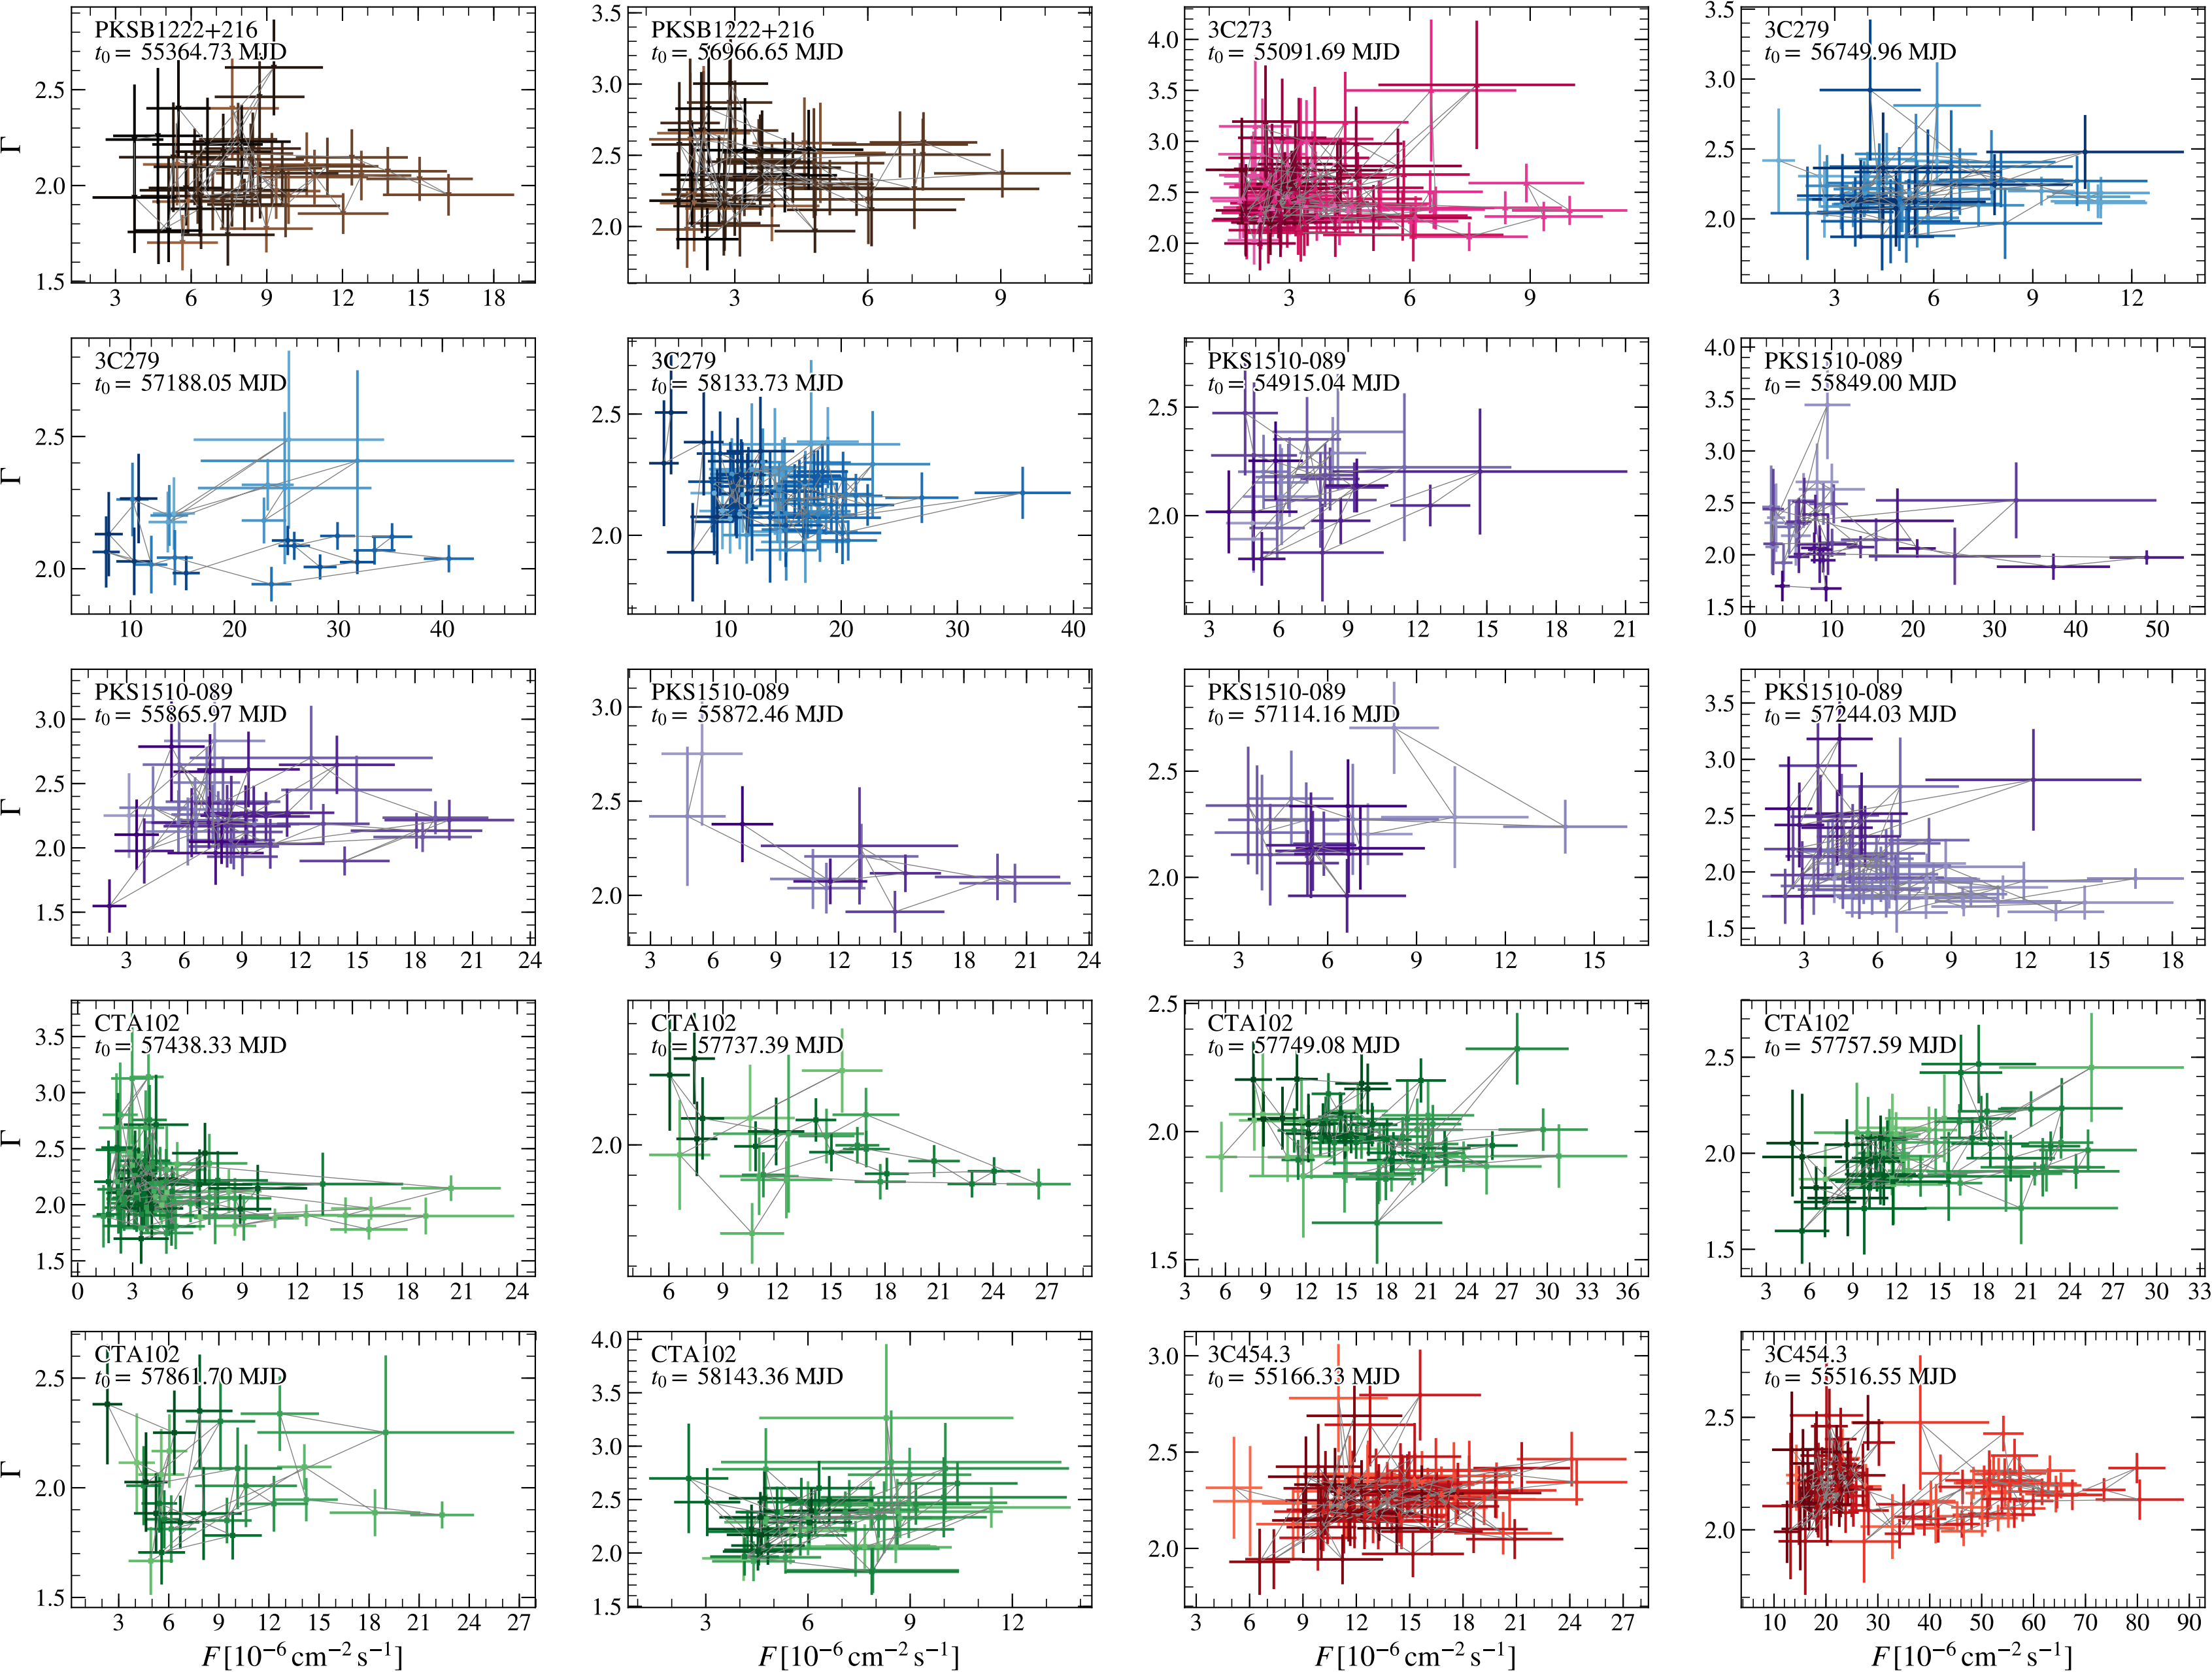 PKSB1222+216
t₀ = 55364.73 MJD
Γ
2.5
2.0
1.5
3 6 9 12 15 18
PKSB1222+216
t₀ = 56966.65 MJD
3.5
3.0
2.5
2.0
3 6 9
3C273
t₀ = 55091.69 MJD
4.0
3.5
3.0
2.5
2.0
3 6 9
3C279
t₀ = 56749.96 MJD
3.5
3.0
2.5
2.0
3 6 9 12
3C279
t₀ = 57188.05 MJD
Γ
2.5
2.0
10 20 30 40
3C279
t₀ = 58133.73 MJD
2.5
2.0
10 20 30 40
PKS1510-089
t₀ = 54915.04 MJD
2.5
2.0
3 6 9 12 15 18 21
PKS1510-089
t₀ = 55849.00 MJD
4.0
3.5
3.0
2.5
2.0
1.5
0 10 20 30 40 50
PKS1510-089
t₀ = 55865.97 MJD
Γ
3.0
2.5
2.0
1.5
3 6 9 12 15 18 21 24
PKS1510-089
t₀ = 55872.46 MJD
3.0
2.5
2.0
3 6 9 12 15 18 21 24
PKS1510-089
t₀ = 57114.16 MJD
2.5
2.0
3 6 9 12 15
PKS1510-089
t₀ = 57244.03 MJD
3.5
3.0
2.5
2.0
1.5
3 6 9 12 15 18
CTA102
t₀ = 57438.33 MJD
Γ
3.5
3.0
2.5
2.0
1.5
0 3 6 9 12 15 18 21 24
CTA102
t₀ = 57737.39 MJD
2.0
6 9 12 15 18 21 24 27
CTA102
t₀ = 57749.08 MJD
2.5
2.0
1.5
3 6 9 12 15 18 21 24 27 30 33 36
CTA102
t₀ = 57757.59 MJD
2.5
2.0
1.5
3 6 9 12 15 18 21 24 27 30 33
CTA102
t₀ = 57861.70 MJD
Γ
2.5
2.0
1.5
3 6 9 12 15 18 21 24 27
F [10⁻⁶ cm⁻² s⁻¹]
CTA102
t₀ = 58143.36 MJD
4.0
3.5
3.0
2.5
2.0
1.5
3 6 9 12
F [10⁻⁶ cm⁻² s⁻¹]
3C454.3
t₀ = 55166.33 MJD
3.0
2.5
2.0
3 6 9 12 15 18 21 24 27
F [10⁻⁶ cm⁻² s⁻¹]
3C454.3
t₀ = 55516.55 MJD
2.5
2.0
10 20 30 40 50 60 70 80 90
F [10⁻⁶ cm⁻² s⁻¹]